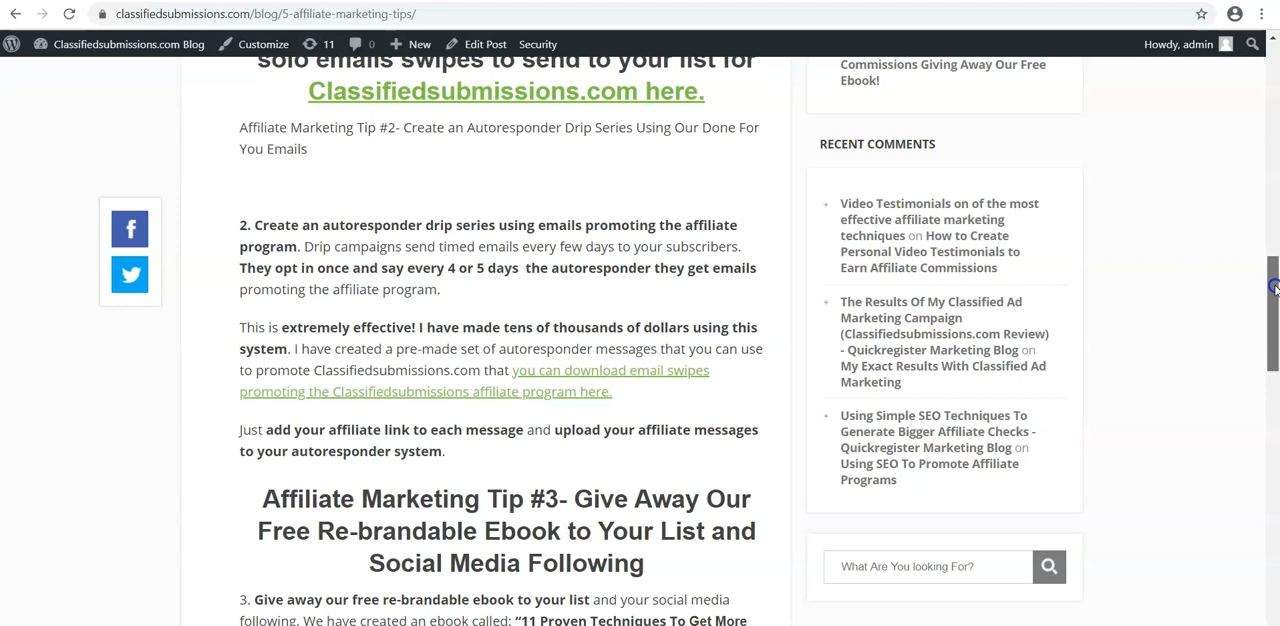 classifiedsubmissions.com/blog/5-affiliate-marketing-tips/
Classifiedsubmissions.com Blog Customize 11 0 New Edit Post Security Howdy, admin
solo emails swipes to send to your list for
Classifiedsubmissions.com here.
Affiliate Marketing Tip #2- Create an Autoresponder Drip Series Using Our Done For
You Emails
2. Create an autoresponder drip series using emails promoting the affiliate
program. Drip campaigns send timed emails every few days to your subscribers.
They opt in once and say every 4 or 5 days the autoresponder they get emails
promoting the affiliate program.
This is extremely effective! I have made tens of thousands of dollars using this
system. I have created a pre-made set of autoresponder messages that you can use
to promote Classifiedsubmissions.com that you can download email swipes
promoting the Classifiedsubmissions affiliate program here.
Just add your affiliate link to each message and upload your affiliate messages
to your autoresponder system.
Affiliate Marketing Tip #3- Give Away Our
Free Re-brandable Ebook to Your List and
Social Media Following
3. Give away our free re-brandable ebook to your list and your social media
following. We have created an ebook called: “11 Proven Techniques To Get More
Commissions Giving Away Our Free
Ebook!
RECENT COMMENTS
Video Testimonials on of the most
effective affiliate marketing
techniques on How to Create
Personal Video Testimonials to
Earn Affiliate Commissions
The Results Of My Classified Ad
Marketing Campaign
(Classifiedsubmissions.com Review)
- Quickregister Marketing Blog on
My Exact Results With Classified Ad
Marketing
Using Simple SEO Techniques To
Generate Bigger Affiliate Checks -
Quickregister Marketing Blog on
Using SEO To Promote Affiliate
Programs
What Are You looking For?